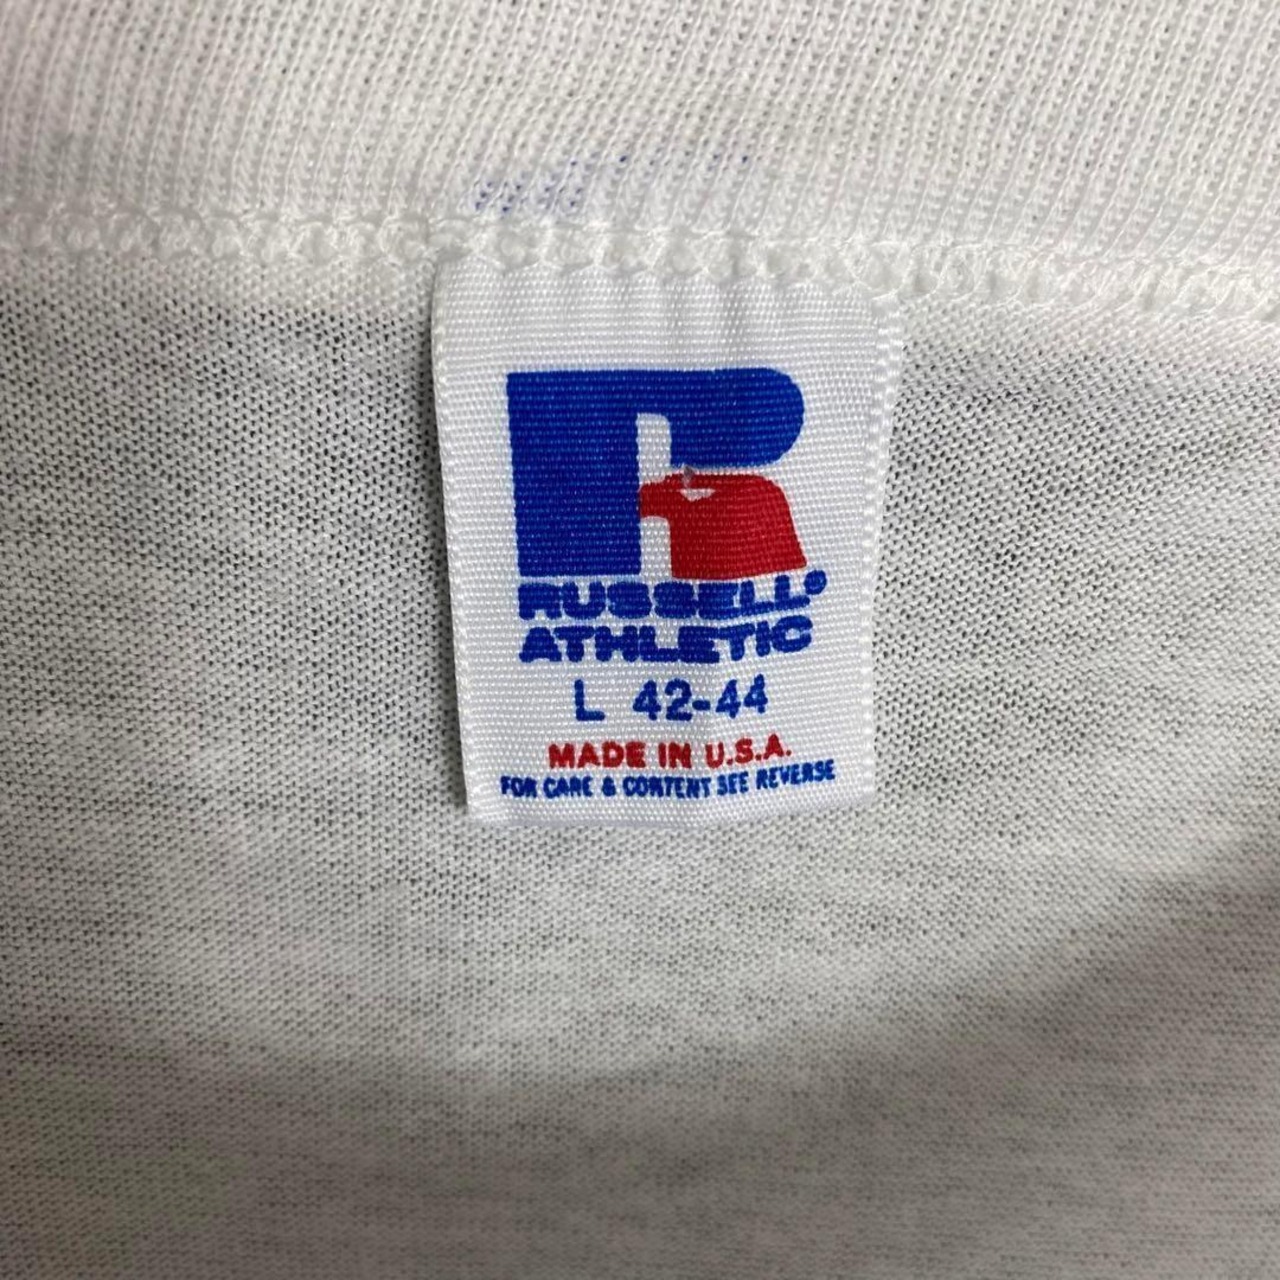 R
RUSSELL®
ATHLETIC
L 42-44
MADE IN U.S.A.
FOR CARE & CONTENT SEE REVERSE